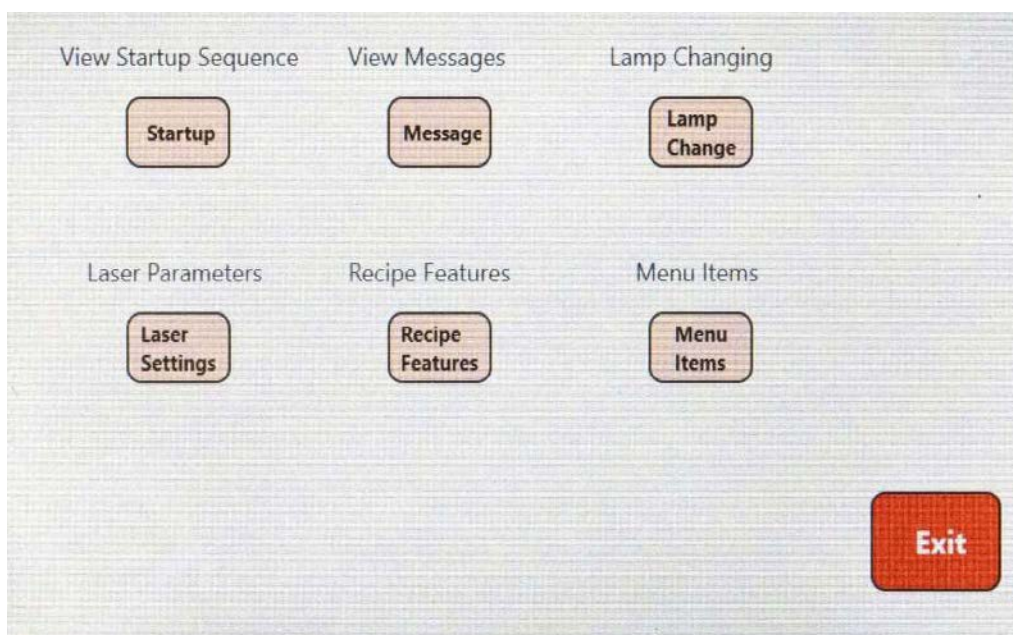 View Startup Sequence
View Messages
Lamp Changing
Startup
Message
Lamp
Change
Laser Parameters
Recipe Features
Menu Items
Laser
Settings
Recipe
Features
Menu
Items
Exit